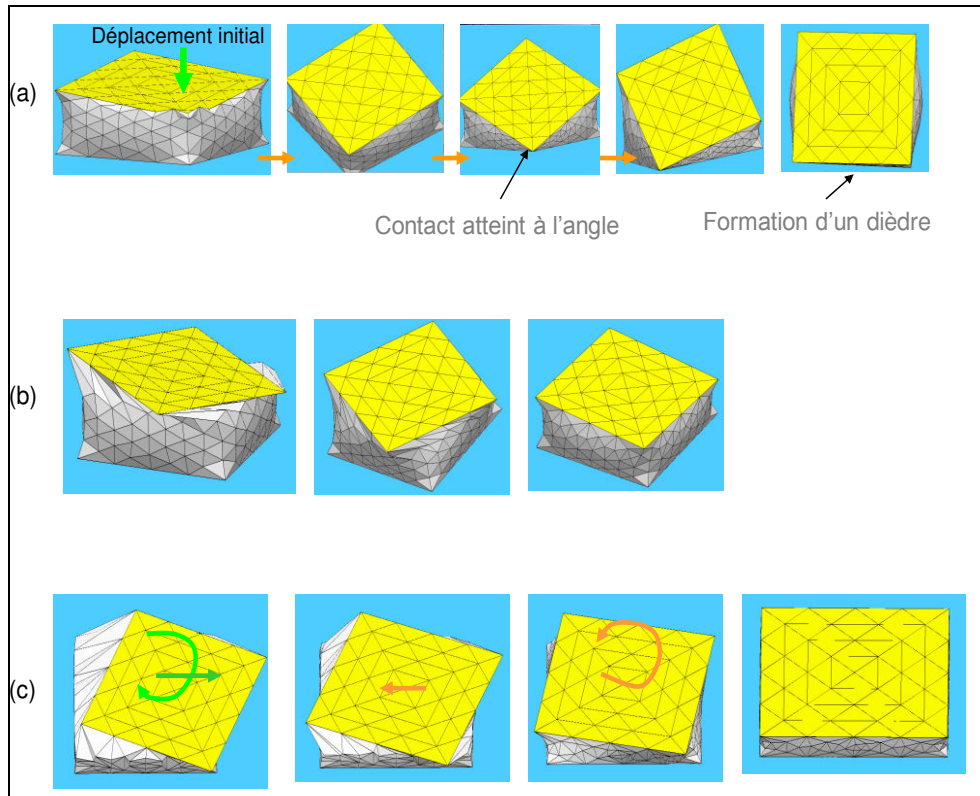 Déplacement initial
(a)
Contact atteint à l'angle
Formation d'un dièdre
(b)
(c)